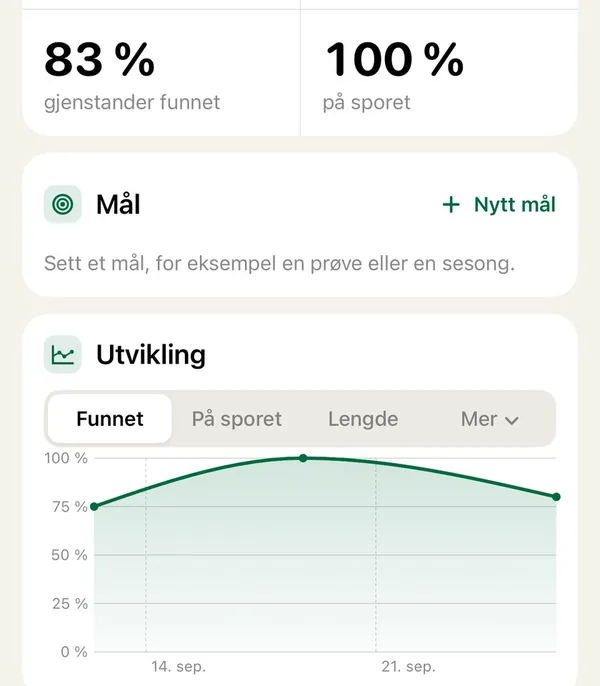 83 %
100 %
gjenstander funnet
på sporet
Mål
+ Nytt mål
Sett et mål, for eksempel en prøve eller en sesong.
Utvikling
Funnet
På sporet
Lengde
Mer
100 %
75 %
50 %
25 %
0 %
14. sep.
21. sep.